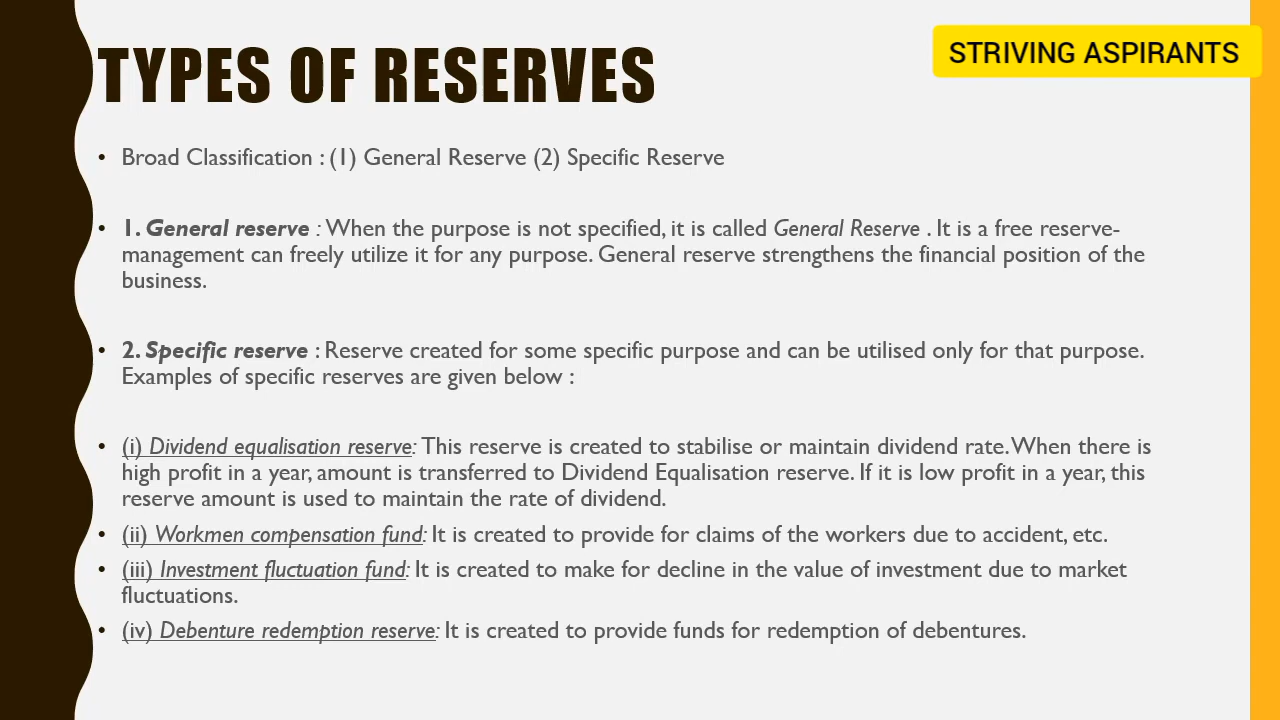 TYPES OF RESERVES
STRIVING ASPIRANTS
• Broad Classification : (1) General Reserve (2) Specific Reserve
• 1. General reserve : When the purpose is not specified, it is called General Reserve . It is a free reserve-
management can freely utilize it for any purpose. General reserve strengthens the financial position of the
business.
• 2. Specific reserve : Reserve created for some specific purpose and can be utilised only for that purpose.
Examples of specific reserves are given below :
• (i) Dividend equalisation reserve: This reserve is created to stabilise or maintain dividend rate. When there is
high profit in a year, amount is transferred to Dividend Equalisation reserve. If it is low profit in a year, this
reserve amount is used to maintain the rate of dividend.
• (ii) Workmen compensation fund: It is created to provide for claims of the workers due to accident, etc.
• (iii) Investment fluctuation fund: It is created to make for decline in the value of investment due to market
fluctuations.
• (iv) Debenture redemption reserve: It is created to provide funds for redemption of debentures.